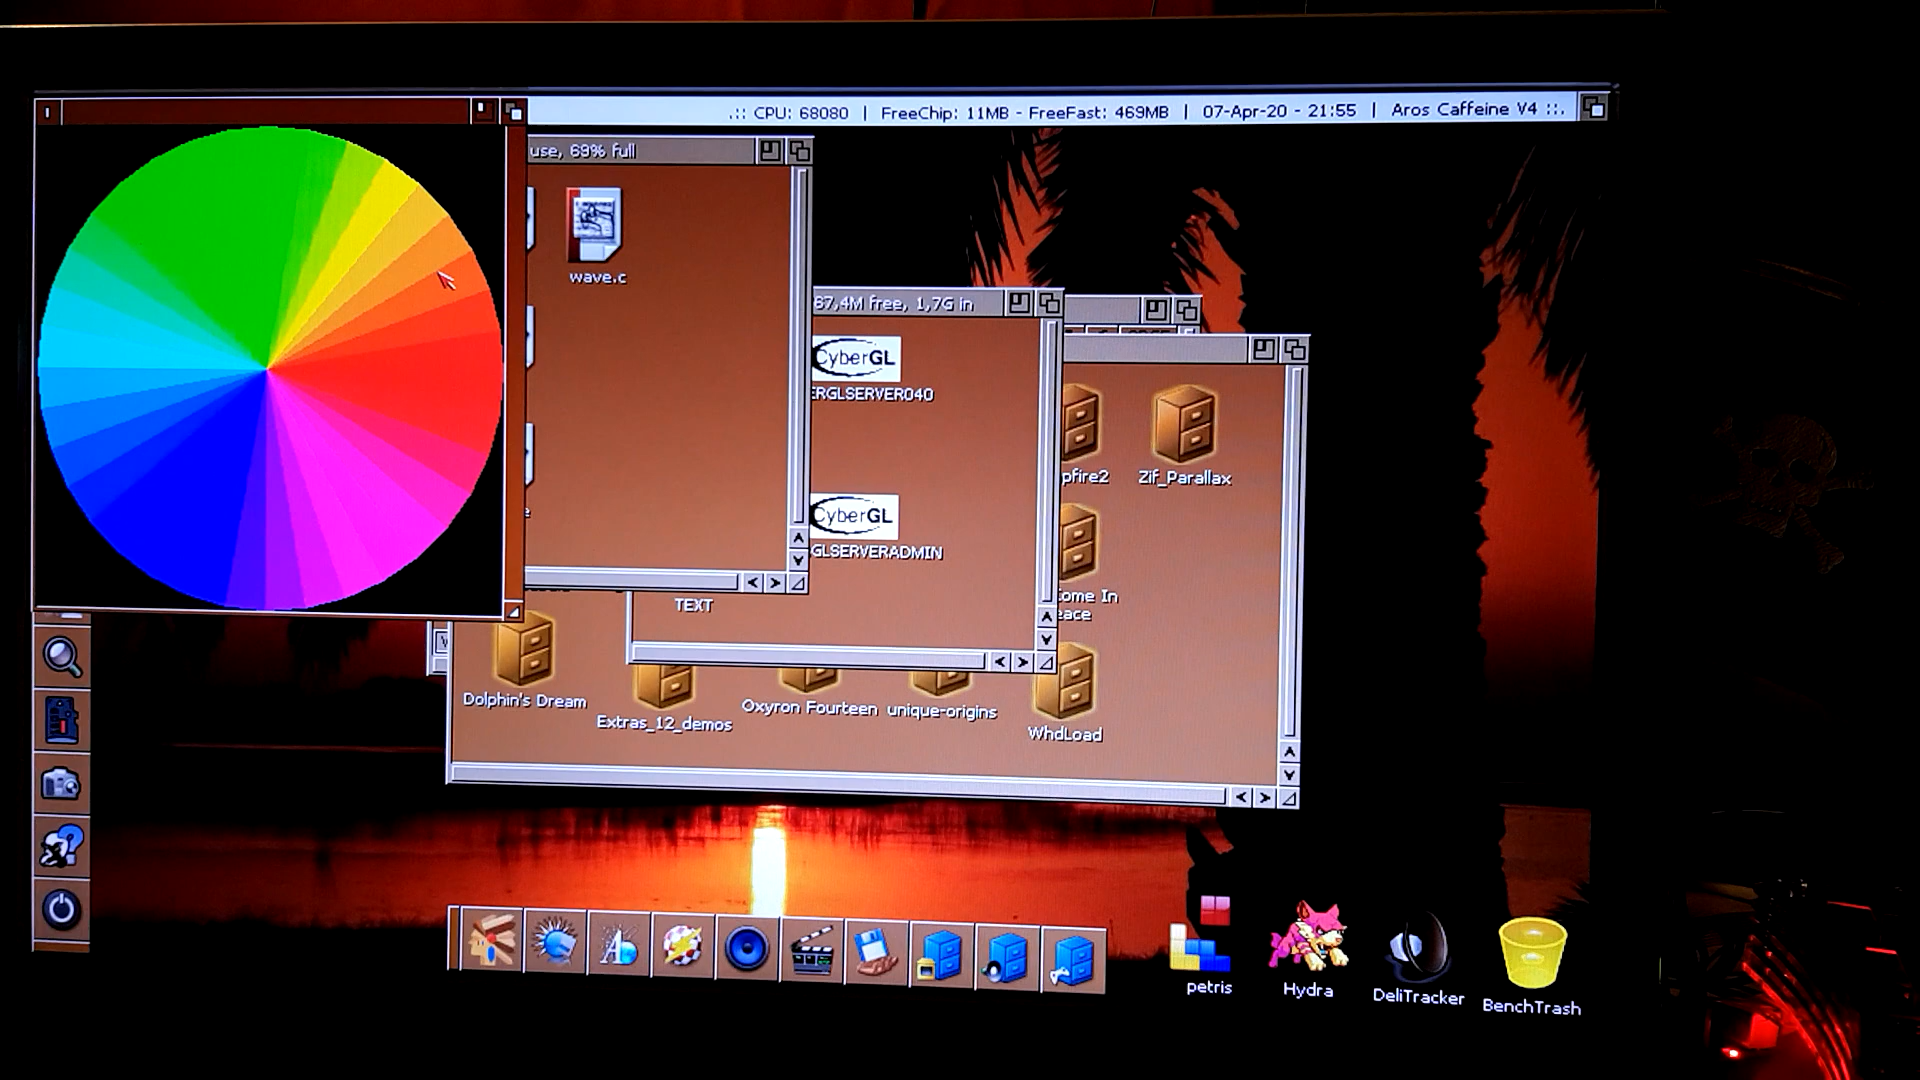 .:: CPU: 68080 | FreeChip: 11MB - FreeFast: 469MB | 07-Apr-20 - 21:55 | Aros Caffeine V4 ::.
use, 69% full
wave.c
67,4M free, 1,7G in
CyberGL
ERGLSERVER040
pfire2
Zif_Parallax
CyberGL
GLSERVERADMIN
TEXT
ome In
eace
Dolphin's Dream
Extras_12_demos
Oxyron Fourteen
unique-origins
WhdLoad
petris
Hydra
DeliTracker
BenchTrash